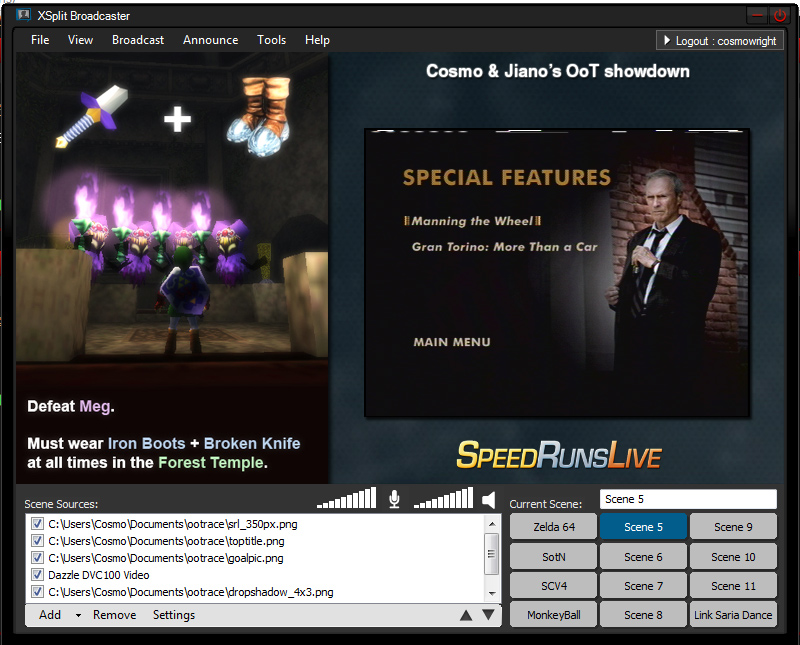 XSplit Broadcaster
File View Broadcast Announce Tools Help
Logout : cosmowright
Cosmo & Jiano's OoT showdown
+
SPECIAL FEATURES
Manning the Wheel
Gran Torino: More Than a Car
MAIN MENU
Defeat Meg.
Must wear Iron Boots + Broken Knife
at all times in the Forest Temple.
SPEEDRUNSLIVE
Scene Sources:
C:\Users\Cosmo\Documents\ootrace\srl_350px.png
C:\Users\Cosmo\Documents\ootrace\toptitle.png
C:\Users\Cosmo\Documents\ootrace\goalpic.png
Dazzle DVC100 Video
C:\Users\Cosmo\Documents\ootrace\dropshadow_4x3.png
Add Remove Settings
Current Scene: Scene 5
Zelda 64 Scene 5 Scene 9
SotN Scene 6 Scene 10
SCV4 Scene 7 Scene 11
MonkeyBall Scene 8 Link Saria Dance